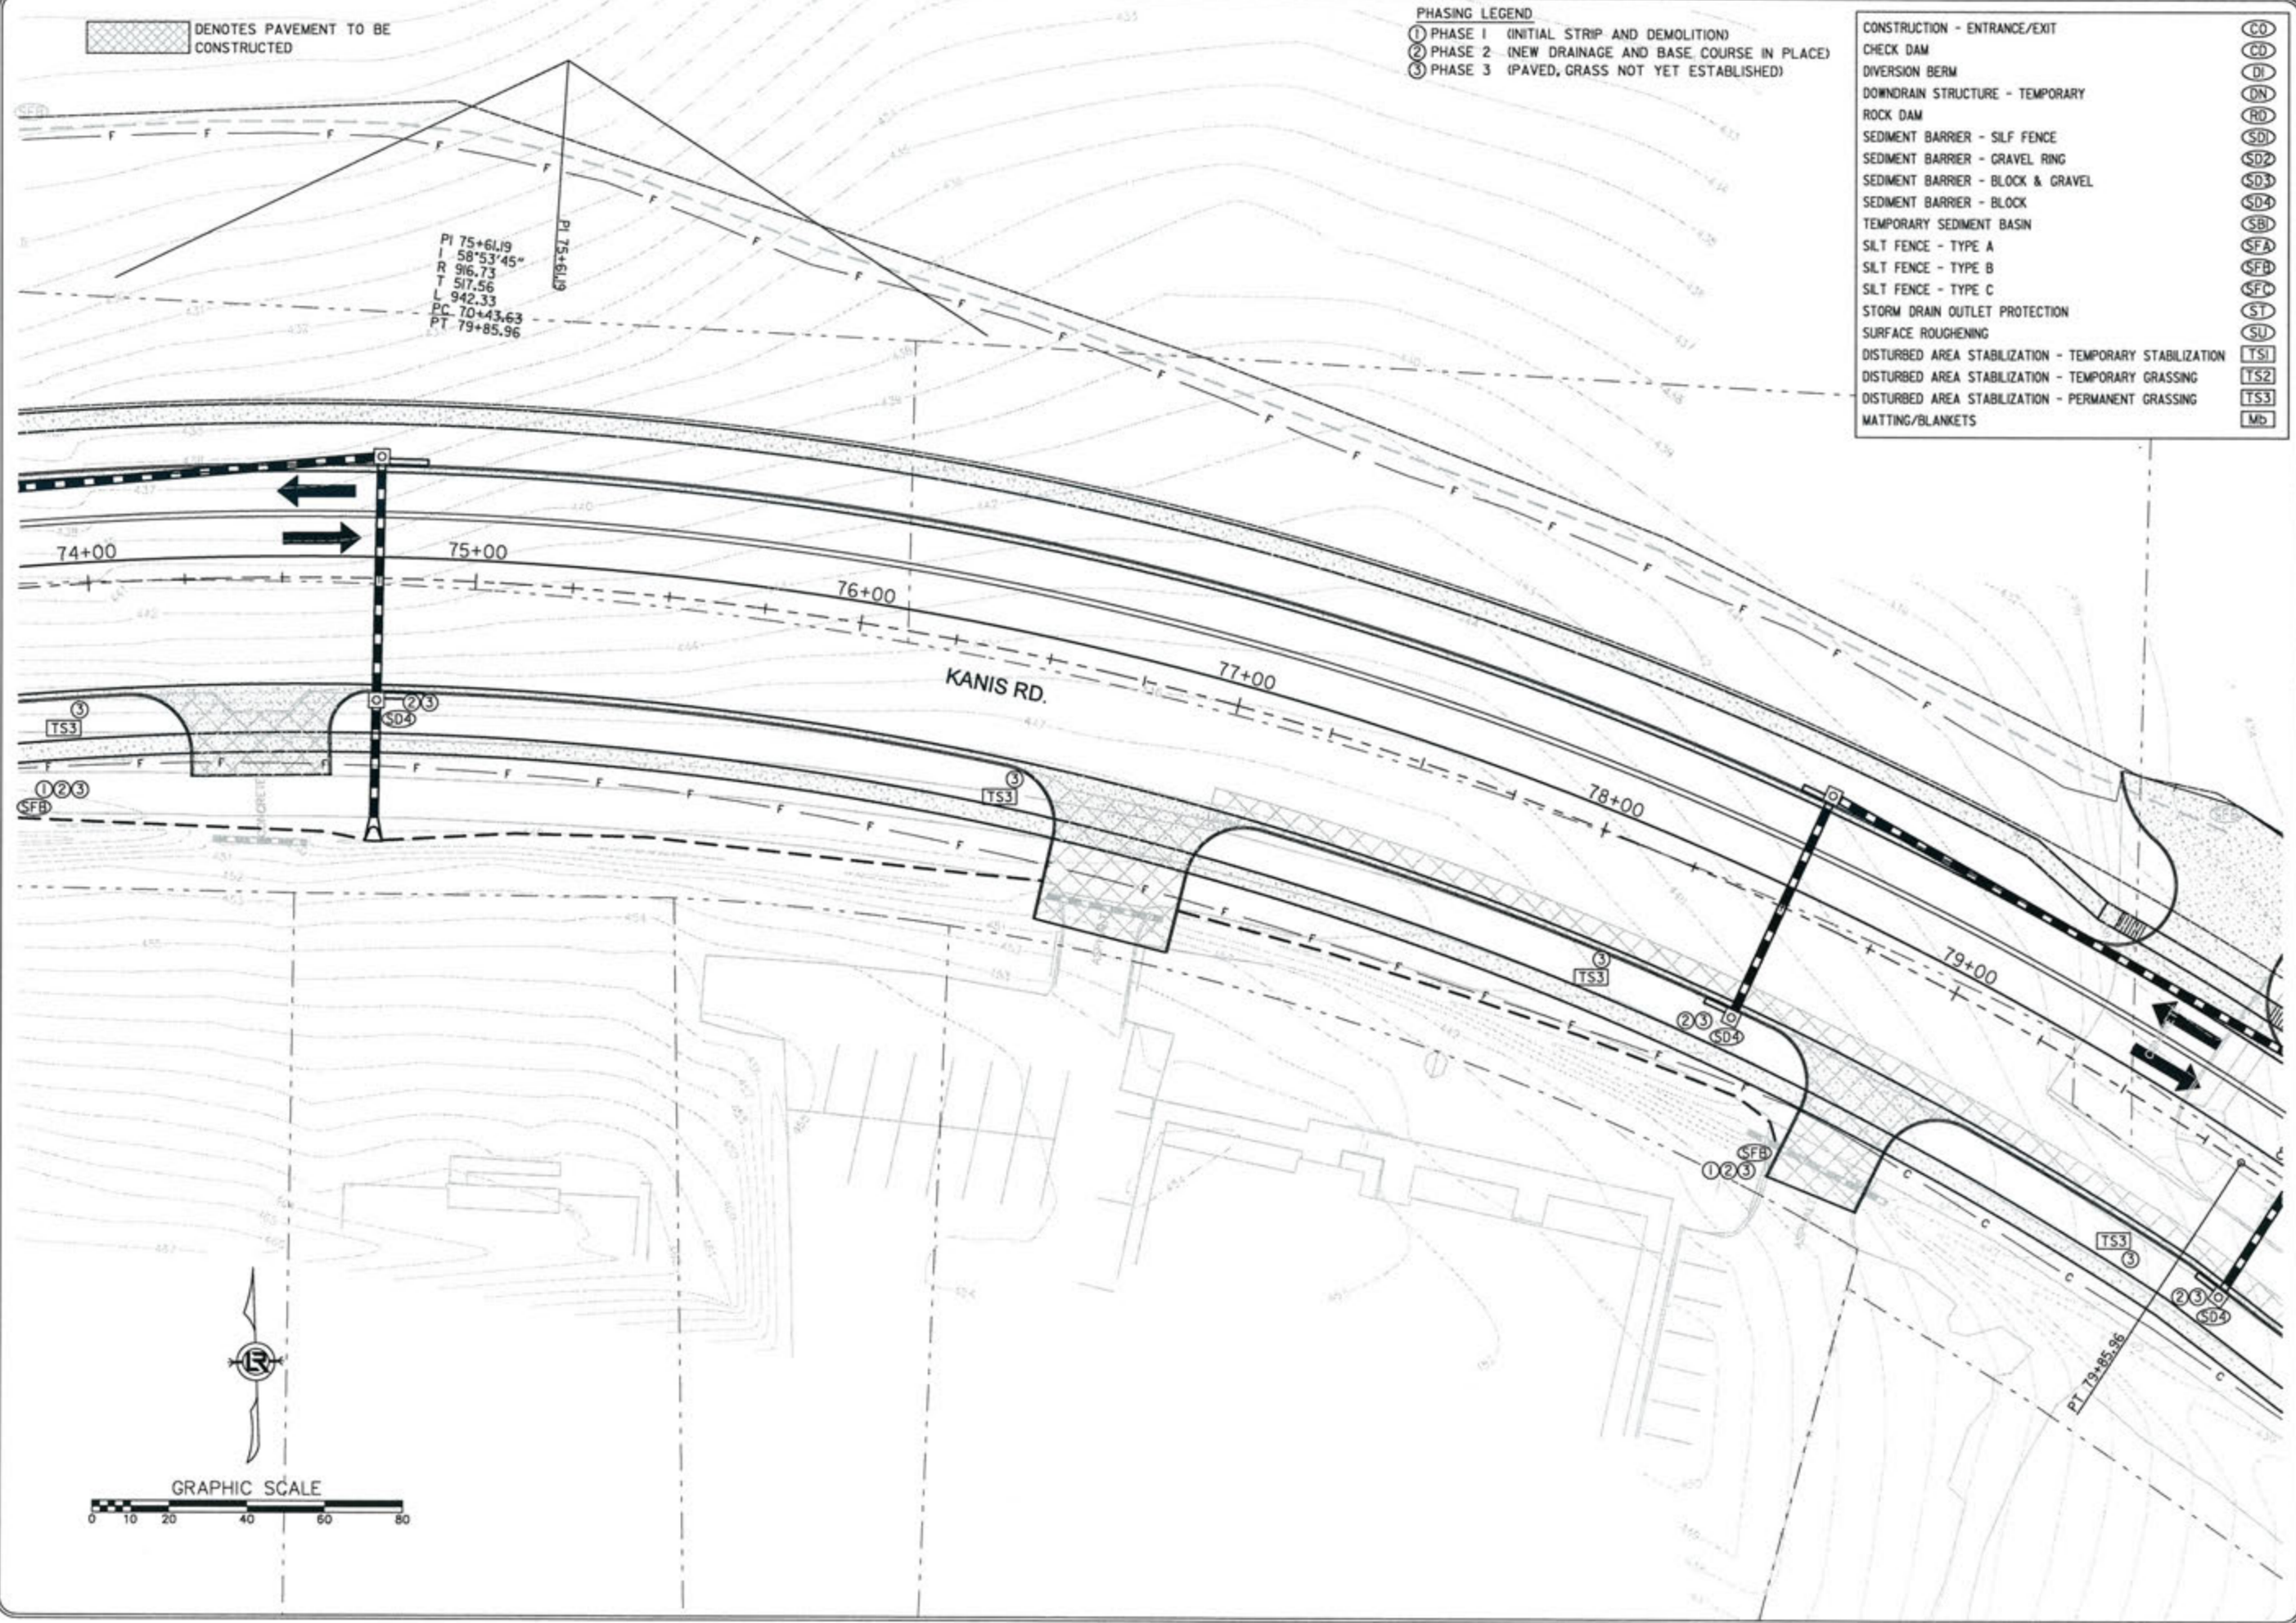 DENOTES PAVEMENT TO BE
CONSTRUCTED
PHASING LEGEND
① PHASE 1 (INITIAL STRIP AND DEMOLITION)
② PHASE 2 (NEW DRAINAGE AND BASE COURSE IN PLACE)
③ PHASE 3 (PAVED, GRASS NOT YET ESTABLISHED)
CONSTRUCTION - ENTRANCE/EXIT CO
CHECK DAM CD
DIVERSION BERM DI
DOWNDRAIN STRUCTURE - TEMPORARY DN
ROCK DAM RD
SEDIMENT BARRIER - SILF FENCE SD1
SEDIMENT BARRIER - GRAVEL RING SD2
SEDIMENT BARRIER - BLOCK & GRAVEL SD3
SEDIMENT BARRIER - BLOCK SD4
TEMPORARY SEDIMENT BASIN SB1
SILT FENCE - TYPE A SFA
SILT FENCE - TYPE B SFB
SILT FENCE - TYPE C SFC
STORM DRAIN OUTLET PROTECTION ST
SURFACE ROUGHENING SU
DISTURBED AREA STABILIZATION - TEMPORARY STABILIZATION TS1
DISTURBED AREA STABILIZATION - TEMPORARY GRASSING TS2
DISTURBED AREA STABILIZATION - PERMANENT GRASSING TS3
MATTING/BLANKETS Mb
SFB
F F F F F F F F F F F F F F F F F F F
PI 75+61.19
I 58°53'45"
R 916.73
T 517.56
L 942.33
PC 70+43.63
PT 79+85.96
PI 75+61.19
74+00
75+00
76+00
77+00
78+00
79+00
KANIS RD.
③
TS3
②③
SD4
①②③
SFB
F F F F F F F F F F F F F F F F F F F
③
TS3
③
TS3
②③
SD4
SFB
①②③
C C C C
TS3
③
②③
SD4
PT 79+85.96
LR
GRAPHIC SCALE
0 10 20 40 60 80